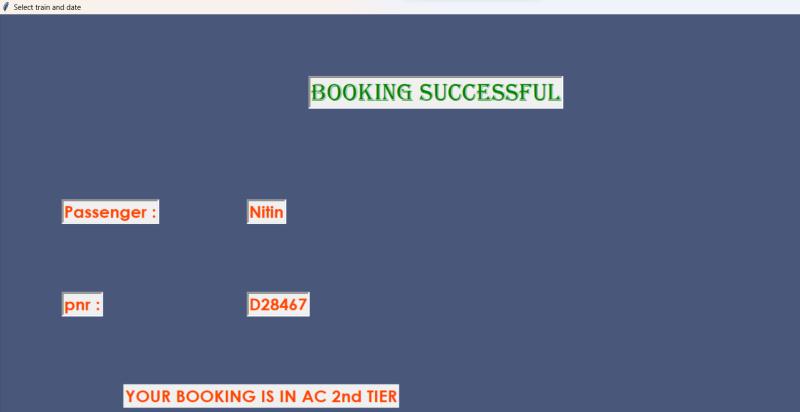 Select train and date
BOOKING SUCCESSFUL
Passenger : Nitin
pnr : D28467
YOUR BOOKING IS IN AC 2nd TIER